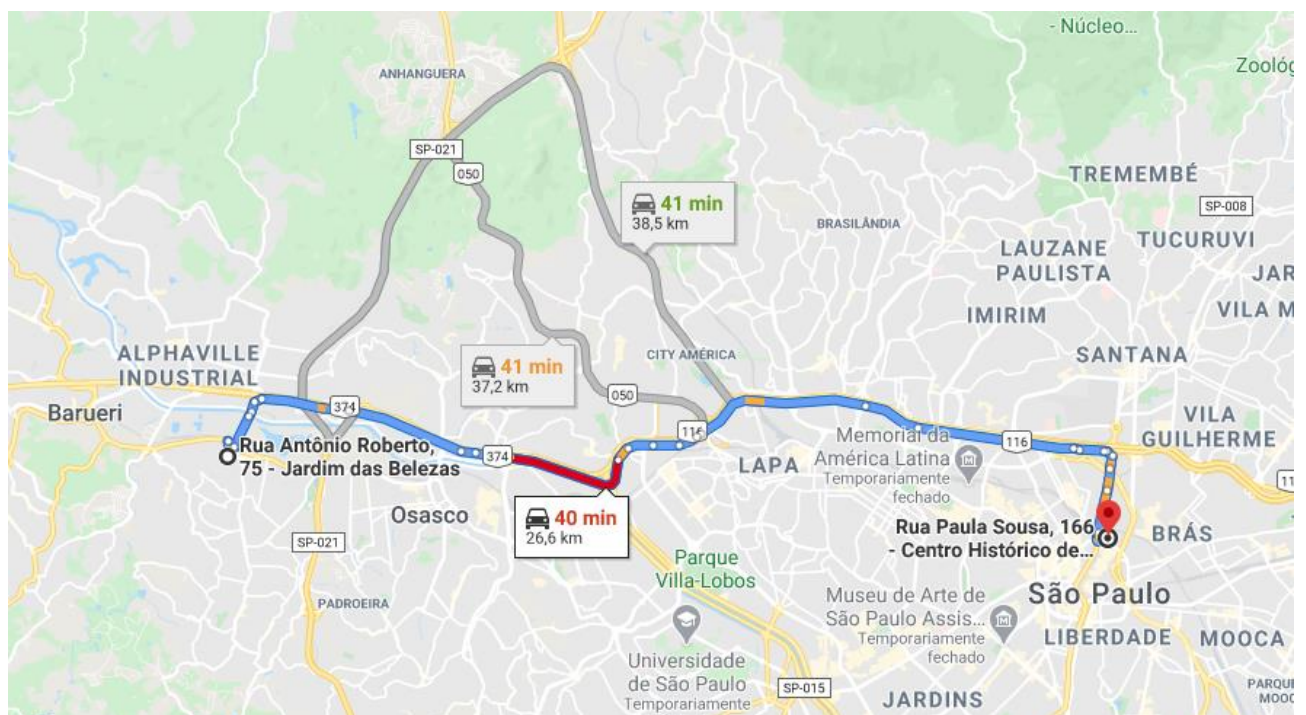 - Núcleo...
Zoológ
ANHANGUERA
SP-021
050
TREMEMBÉ
SP-008
41 min
38,5 km
BRASILÂNDIA
LAUZANE
PAULISTA
TUCURUVI
JAR
IMIRIM
VILA M
ALPHAVILLE
INDUSTRIAL
41 min
37,2 km
CITY AMÉRICA
SANTANA
050
Barueri
374
116
VILA
GUILHERME
Rua Antônio Roberto,
75 - Jardim das Belezas
374
LAPA
Memorial da
América Latina
Temporariamente
fechado
116
11
Osasco
40 min
26,6 km
Rua Paula Sousa, 166
- Centro Histórico de...
BRÁS
SP-021
Parque
Villa-Lobos
São Paulo
PADROEIRA
Museu de Arte de
São Paulo Assis...
Temporariamente
fechado
LIBERDADE
MOOCA
Universidade
de São Paulo
Temporariamente
SP-015
JARDINS
PARQUE
MOO